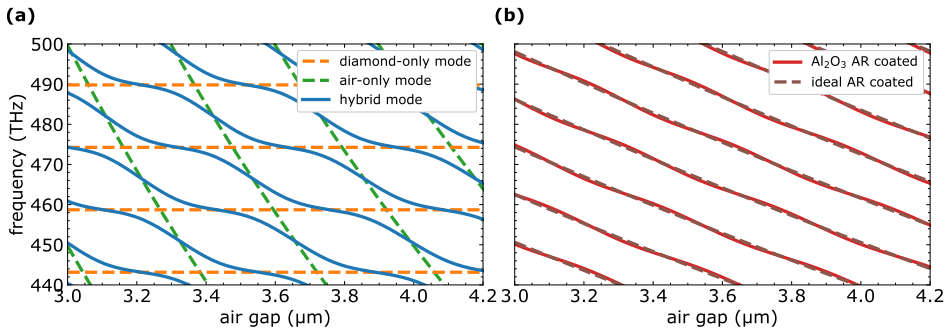 (a)
500
490
480
470
460
450
440
3.0 3.2 3.4 3.6 3.8 4.0 4.2
frequency (THz)
air gap (μm)
diamond-only mode
air-only mode
hybrid mode
(b)
3.0 3.2 3.4 3.6 3.8 4.0 4.2
air gap (μm)
Al₂O₃ AR coated
ideal AR coated